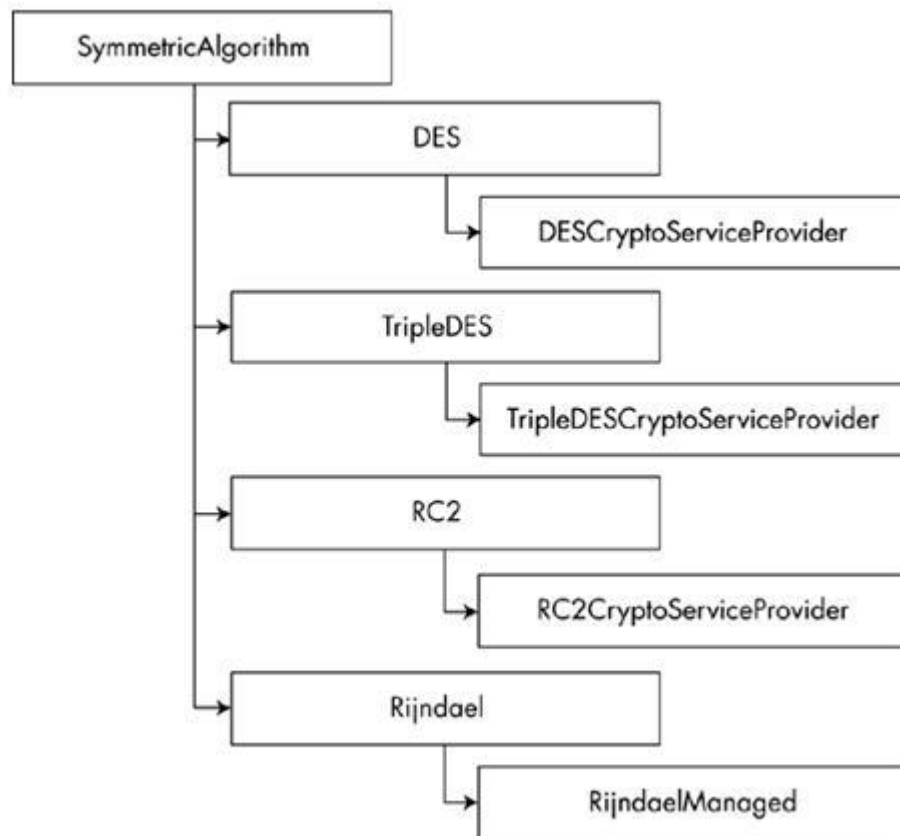 SymmetricAlgorithm
DES
DESCryptoServiceProvider
TripleDES
TripleDESCryptoServiceProvider
RC2
RC2CryptoServiceProvider
Rijndael
RijndaelManaged